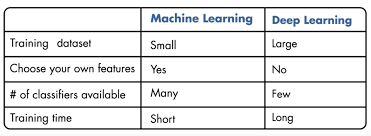 Machine Learning Deep Learning
Training dataset Small Large
Choose your own features Yes No
# of classifiers available Many Few
Training time Short Long